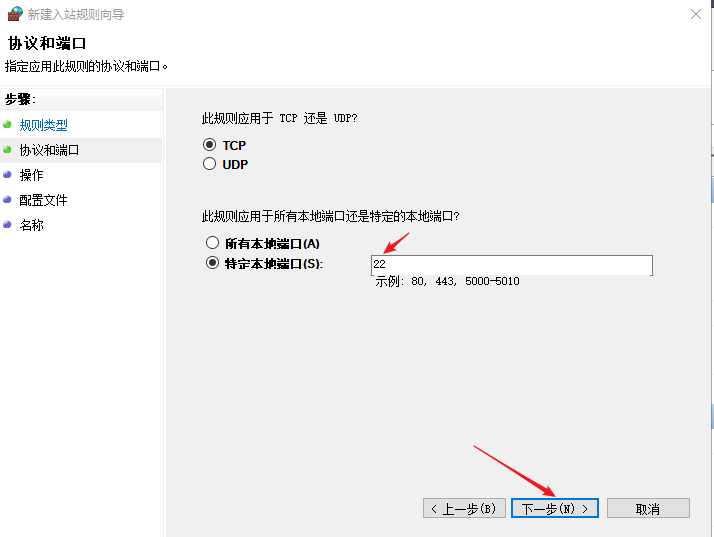 新建入站规则向导
协议和端口
指定应用此规则的协议和端口。
步骤:
规则类型
协议和端口
操作
配置文件
名称
此规则应用于 TCP 还是 UDP?
TCP
UDP
此规则应用于所有本地端口还是特定的本地端口?
所有本地端口(A)
特定本地端口(S):
22
示例: 80, 443, 5000-5010
< 上一步(B)
下一步(N) >
取消